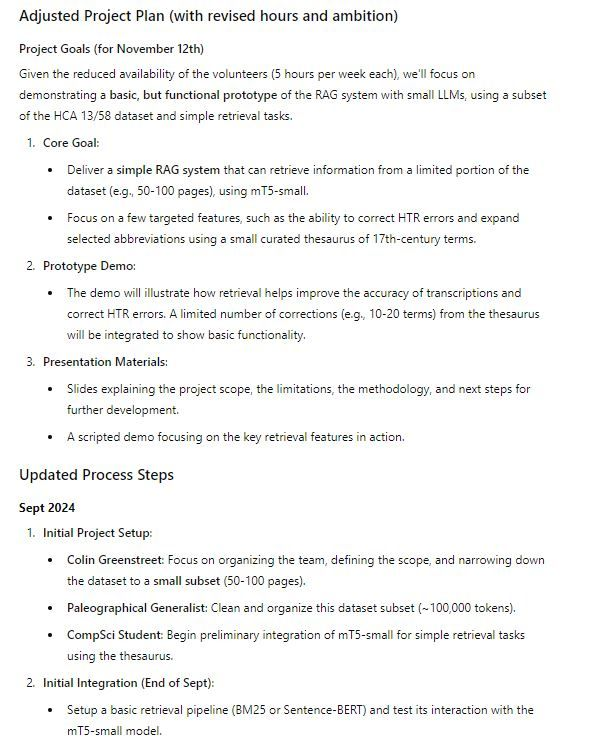 Adjusted Project Plan (with revised hours and ambition)
Project Goals (for November 12th)
Given the reduced availability of the volunteers (5 hours per week each), we'll focus on
demonstrating a basic, but functional prototype of the RAG system with small LLMs, using a subset
of the HCA 13/58 dataset and simple retrieval tasks.
1. Core Goal:
• Deliver a simple RAG system that can retrieve information from a limited portion of the
dataset (e.g., 50-100 pages), using mT5-small.
• Focus on a few targeted features, such as the ability to correct HTR errors and expand
selected abbreviations using a small curated thesaurus of 17th-century terms.
2. Prototype Demo:
• The demo will illustrate how retrieval helps improve the accuracy of transcriptions and
correct HTR errors. A limited number of corrections (e.g., 10-20 terms) from the thesaurus
will be integrated to show basic functionality.
3. Presentation Materials:
• Slides explaining the project scope, the limitations, the methodology, and next steps for
further development.
• A scripted demo focusing on the key retrieval features in action.
Updated Process Steps
Sept 2024
1. Initial Project Setup:
• Colin Greenstreet: Focus on organizing the team, defining the scope, and narrowing down
the dataset to a small subset (50-100 pages).
• Paleographical Generalist: Clean and organize this dataset subset (~100,000 tokens).
• CompSci Student: Begin preliminary integration of mT5-small for simple retrieval tasks
using the thesaurus.
2. Initial Integration (End of Sept):
• Setup a basic retrieval pipeline (BM25 or Sentence-BERT) and test its interaction with the
mT5-small model.